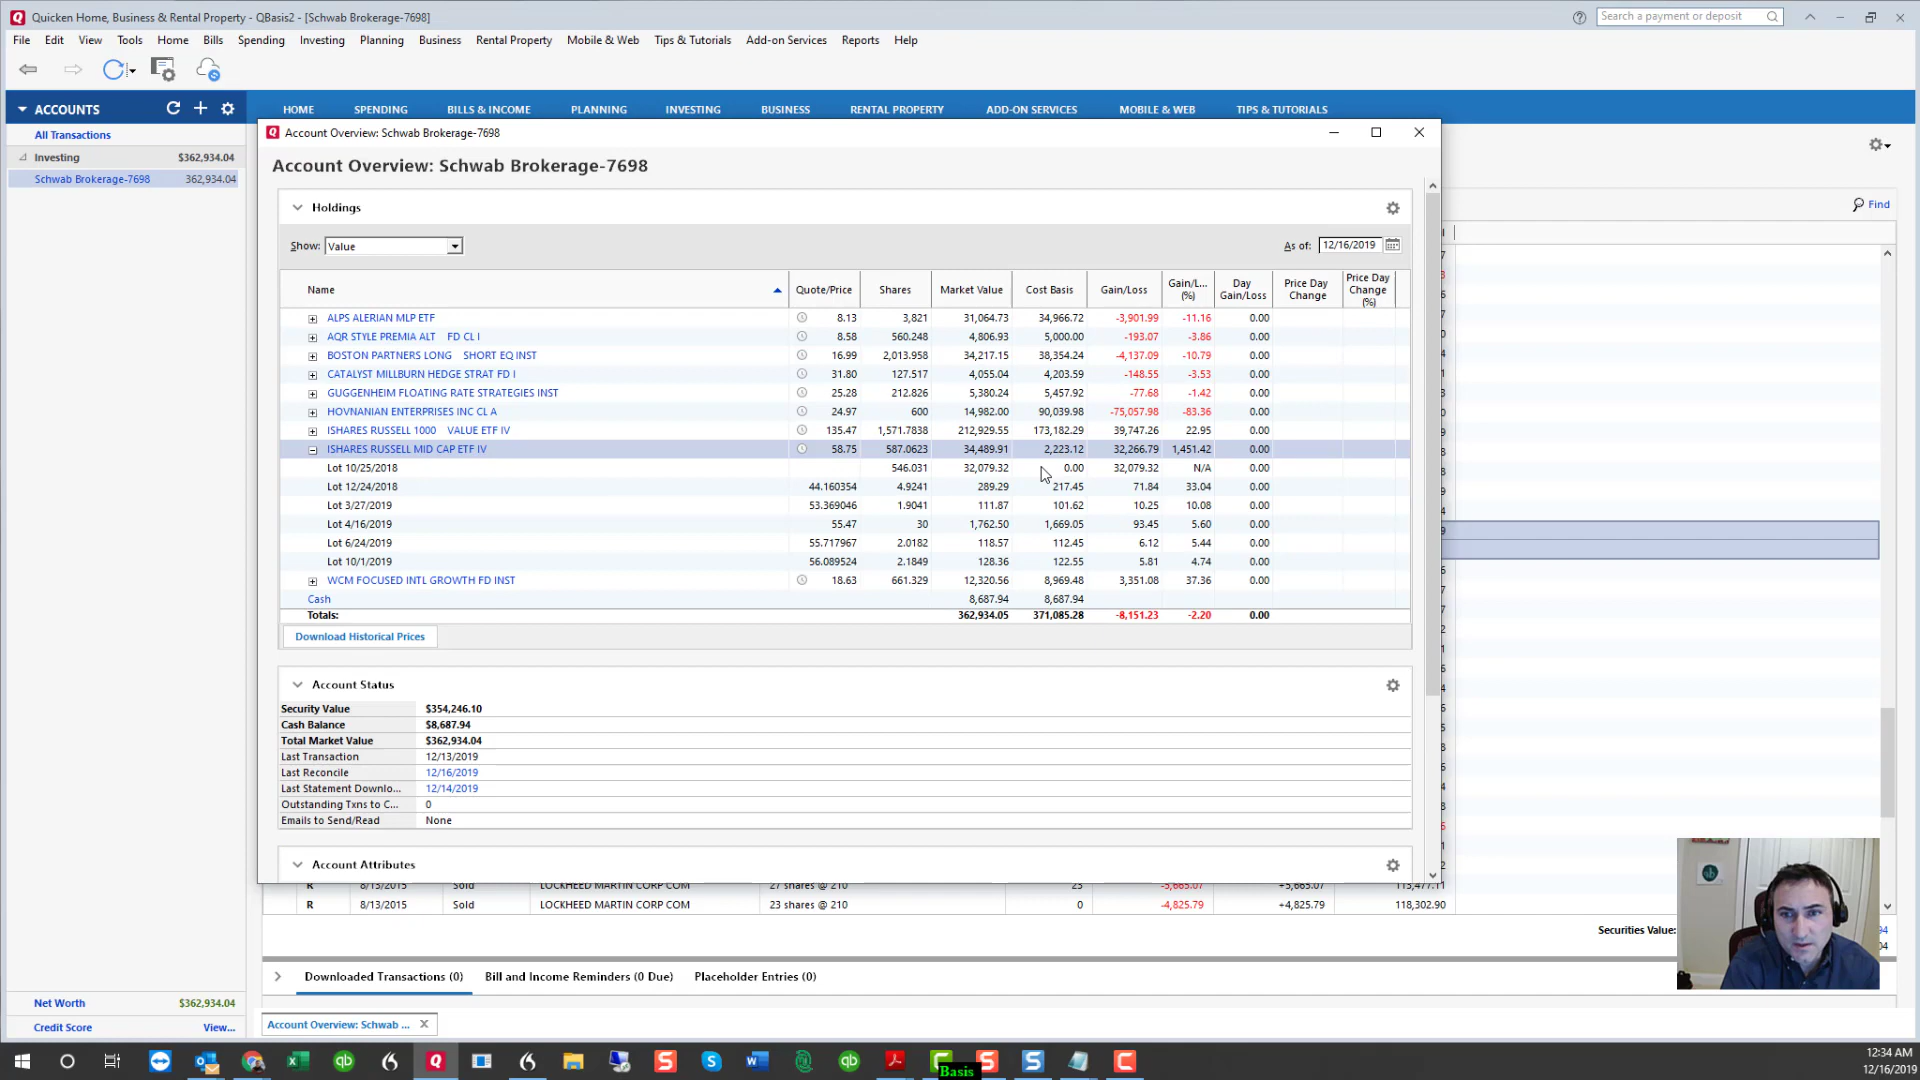 Quicken Home, Business & Rental Property - QBasis2 - [Schwab Brokerage-7698]
Search a payment or deposit
File Edit View Tools Home Bills Spending Investing Planning Business Rental Property Mobile & Web Tips & Tutorials Add-on Services Reports Help
ACCOUNTS
HOME SPENDING BILLS & INCOME PLANNING INVESTING BUSINESS RENTAL PROPERTY ADD-ON SERVICES MOBILE & WEB TIPS & TUTORIALS
All Transactions
Investing $362,934.04
Schwab Brokerage-7698 362,934.04
Account Overview: Schwab Brokerage-7698
Account Overview: Schwab Brokerage-7698
Find
Holdings
Show: Value As of: 12/16/2019
Name Quote/Price Shares Market Value Cost Basis Gain/Loss Gain/L... (%) Day Gain/Loss Price Day Change Price Day Change (%)
ALPS ALERIAN MLP ETF 8.13 3,821 31,064.73 34,966.72 -3,901.99 -11.16 0.00
AQR STYLE PREMIA ALT FD CL I 8.58 560.248 4,806.93 5,000.00 -193.07 -3.86 0.00
BOSTON PARTNERS LONG SHORT EQ INST 16.99 2,013.958 34,217.15 38,354.24 -4,137.09 -10.79 0.00
CATALYST MILLBURN HEDGE STRAT FD I 31.80 127.517 4,055.04 4,203.59 -148.55 -3.53 0.00
GUGGENHEIM FLOATING RATE STRATEGIES INST 25.28 212.826 5,380.24 5,457.92 -77.68 -1.42 0.00
HOVNANIAN ENTERPRISES INC CL A 24.97 600 14,982.00 90,039.98 -75,057.98 -83.36 0.00
ISHARES RUSSELL 1000 VALUE ETF IV 135.47 1,571.7838 212,929.55 173,182.29 39,747.26 22.95 0.00
ISHARES RUSSELL MID CAP ETF IV 58.75 587.0623 34,489.91 2,223.12 32,266.79 1,451.42 0.00
Lot 10/25/2018 546.031 32,079.32 0.00 32,079.32 N/A 0.00
Lot 12/24/2018 44.160354 4.9241 289.29 217.45 71.84 33.04 0.00
Lot 3/27/2019 53.369046 1.9041 111.87 101.62 10.25 10.08 0.00
Lot 4/16/2019 55.47 30 1,762.50 1,669.05 93.45 5.60 0.00
Lot 6/24/2019 55.717967 2.0182 118.57 112.45 6.12 5.44 0.00
Lot 10/1/2019 56.089524 2.1849 128.36 122.55 5.81 4.74 0.00
WCM FOCUSED INTL GROWTH FD INST 18.63 661.329 12,320.56 8,969.48 3,351.08 37.36 0.00
Cash 8,687.94 8,687.94
Totals: 362,934.05 371,085.28 -8,151.23 -2.20 0.00
Download Historical Prices
Account Status
Security Value $354,246.10
Cash Balance $8,687.94
Total Market Value $362,934.04
Last Transaction 12/13/2019
Last Reconcile 12/16/2019
Last Statement Downlo... 12/14/2019
Outstanding Txns to C... 0
Emails to Send/Read None
Account Attributes
R 8/13/2015 Sold LOCKHEED MARTIN CORP COM 27 shares @ 210 23 -5,665.07 +5,665.07 113,477.11
R 8/13/2015 Sold LOCKHEED MARTIN CORP COM 23 shares @ 210 0 -4,825.79 +4,825.79 118,302.90
Securities Value:
Downloaded Transactions (0) Bill and Income Reminders (0 Due) Placeholder Entries (0)
Net Worth $362,934.04
Credit Score View...
Account Overview: Schwab ...
Basis
12:34 AM
12/16/2019